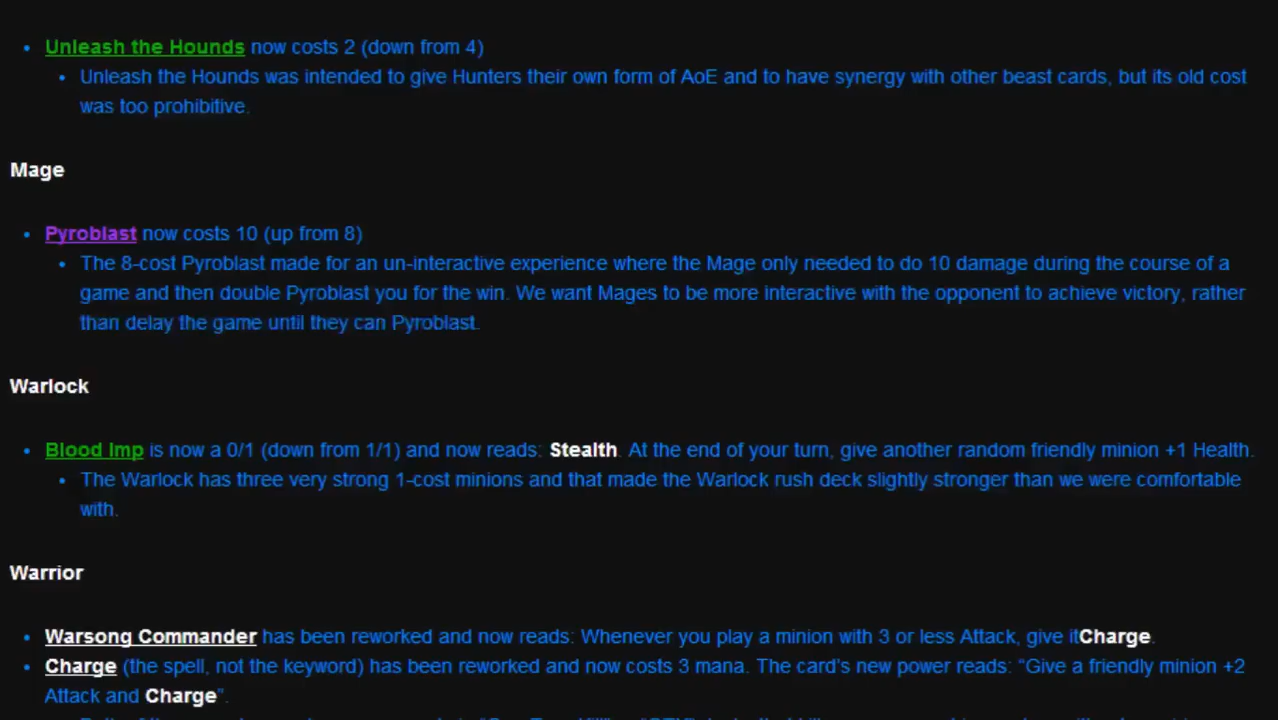 Unleash the Hounds now costs 2 (down from 4)
Unleash the Hounds was intended to give Hunters their own form of AoE and to have synergy with other beast cards, but its old cost
was too prohibitive.
Mage
Pyroblast now costs 10 (up from 8)
The 8-cost Pyroblast made for an un-interactive experience where the Mage only needed to do 10 damage during the course of a
game and then double Pyroblast you for the win. We want Mages to be more interactive with the opponent to achieve victory, rather
than delay the game until they can Pyroblast.
Warlock
Blood Imp is now a 0/1 (down from 1/1) and now reads: Stealth. At the end of your turn, give another random friendly minion +1 Health.
The Warlock has three very strong 1-cost minions and that made the Warlock rush deck slightly stronger than we were comfortable
with.
Warrior
Warsong Commander has been reworked and now reads: Whenever you play a minion with 3 or less Attack, give itCharge.
Charge (the spell, not the keyword) has been reworked and now costs 3 mana. The card's new power reads: “Give a friendly minion +2
Attack and Charge”.